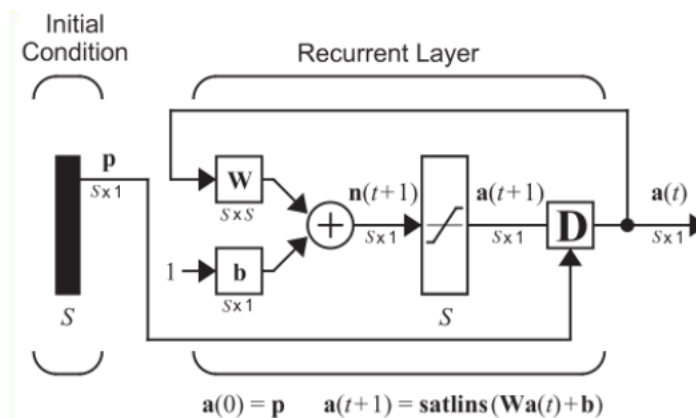 Initial
Condition
Recurrent Layer
p
S x 1
W
S x S
n(t+1)
S x 1
a(t+1)
S x 1
D
a(t)
S x 1
1
b
S x 1
S
S
a(0) = p a(t+1) = satlins(Wa(t)+b)